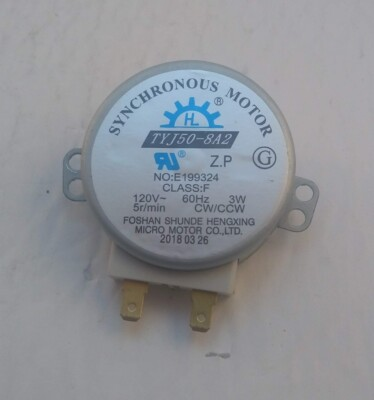 SYNCHRONOUS MOTOR
HL ®
TYJ50-8A2
RU Z.P G
NO:E199324
CLASS:F
120V~ 60Hz 3W
5r/min CW/CCW
FOSHAN SHUNDE HENGXING
MICRO MOTOR CO.,LTD.
2018 03 26